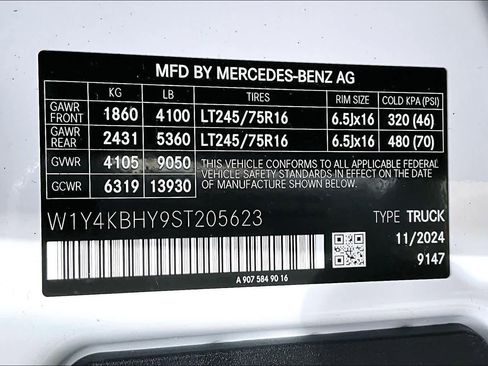 MFD BY MERCEDES-BENZ AG
KG LB TIRES RIM SIZE COLD KPA (PSI)
GAWR FRONT 1860 4100 LT245/75R16 6.5Jx16 320 (46)
GAWR REAR 2431 5360 LT245/75R16 6.5Jx16 480 (70)
GVWR 4105 9050 THIS VEHICLE CONFORMS TO ALL APPLICABLE FEDERAL
VEHICLE SAFETY STANDARDS IN EFFECT ON THE DATE
GCWR 6319 13930 OF MANUFACTURE SHOWN ABOVE.
W1Y4KBHY9ST205623 TYPE TRUCK
11/2024
9147
A 907 584 90 16